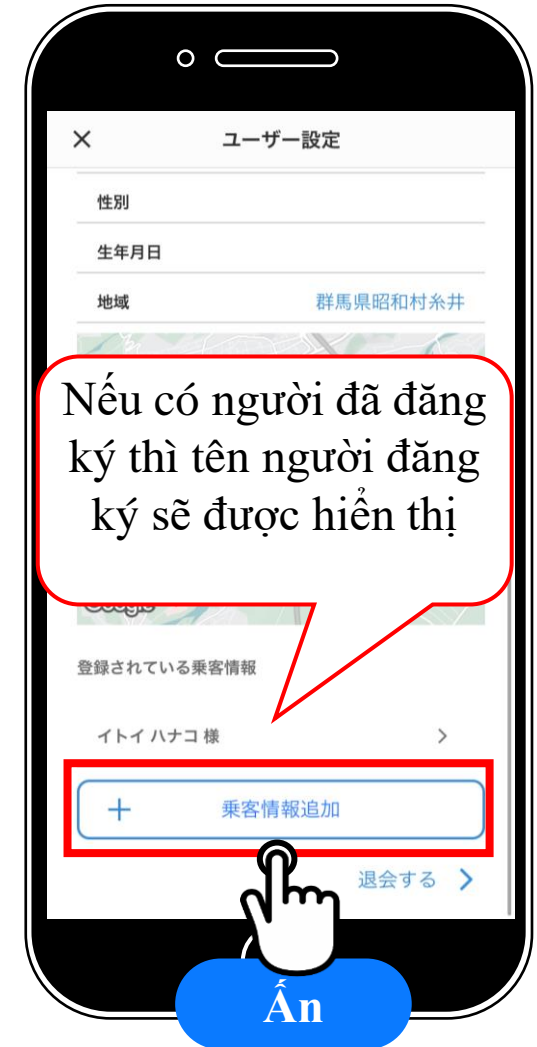 ×
ユーザー設定
性別
生年月日
地域 群馬県昭和村糸井
Nếu có người đã đăng
ký thì tên người đăng
ký sẽ được hiển thị
Google
登録されている乗客情報
イトイ ハナコ 様 >
+ 乗客情報追加
退会する >
Ấn